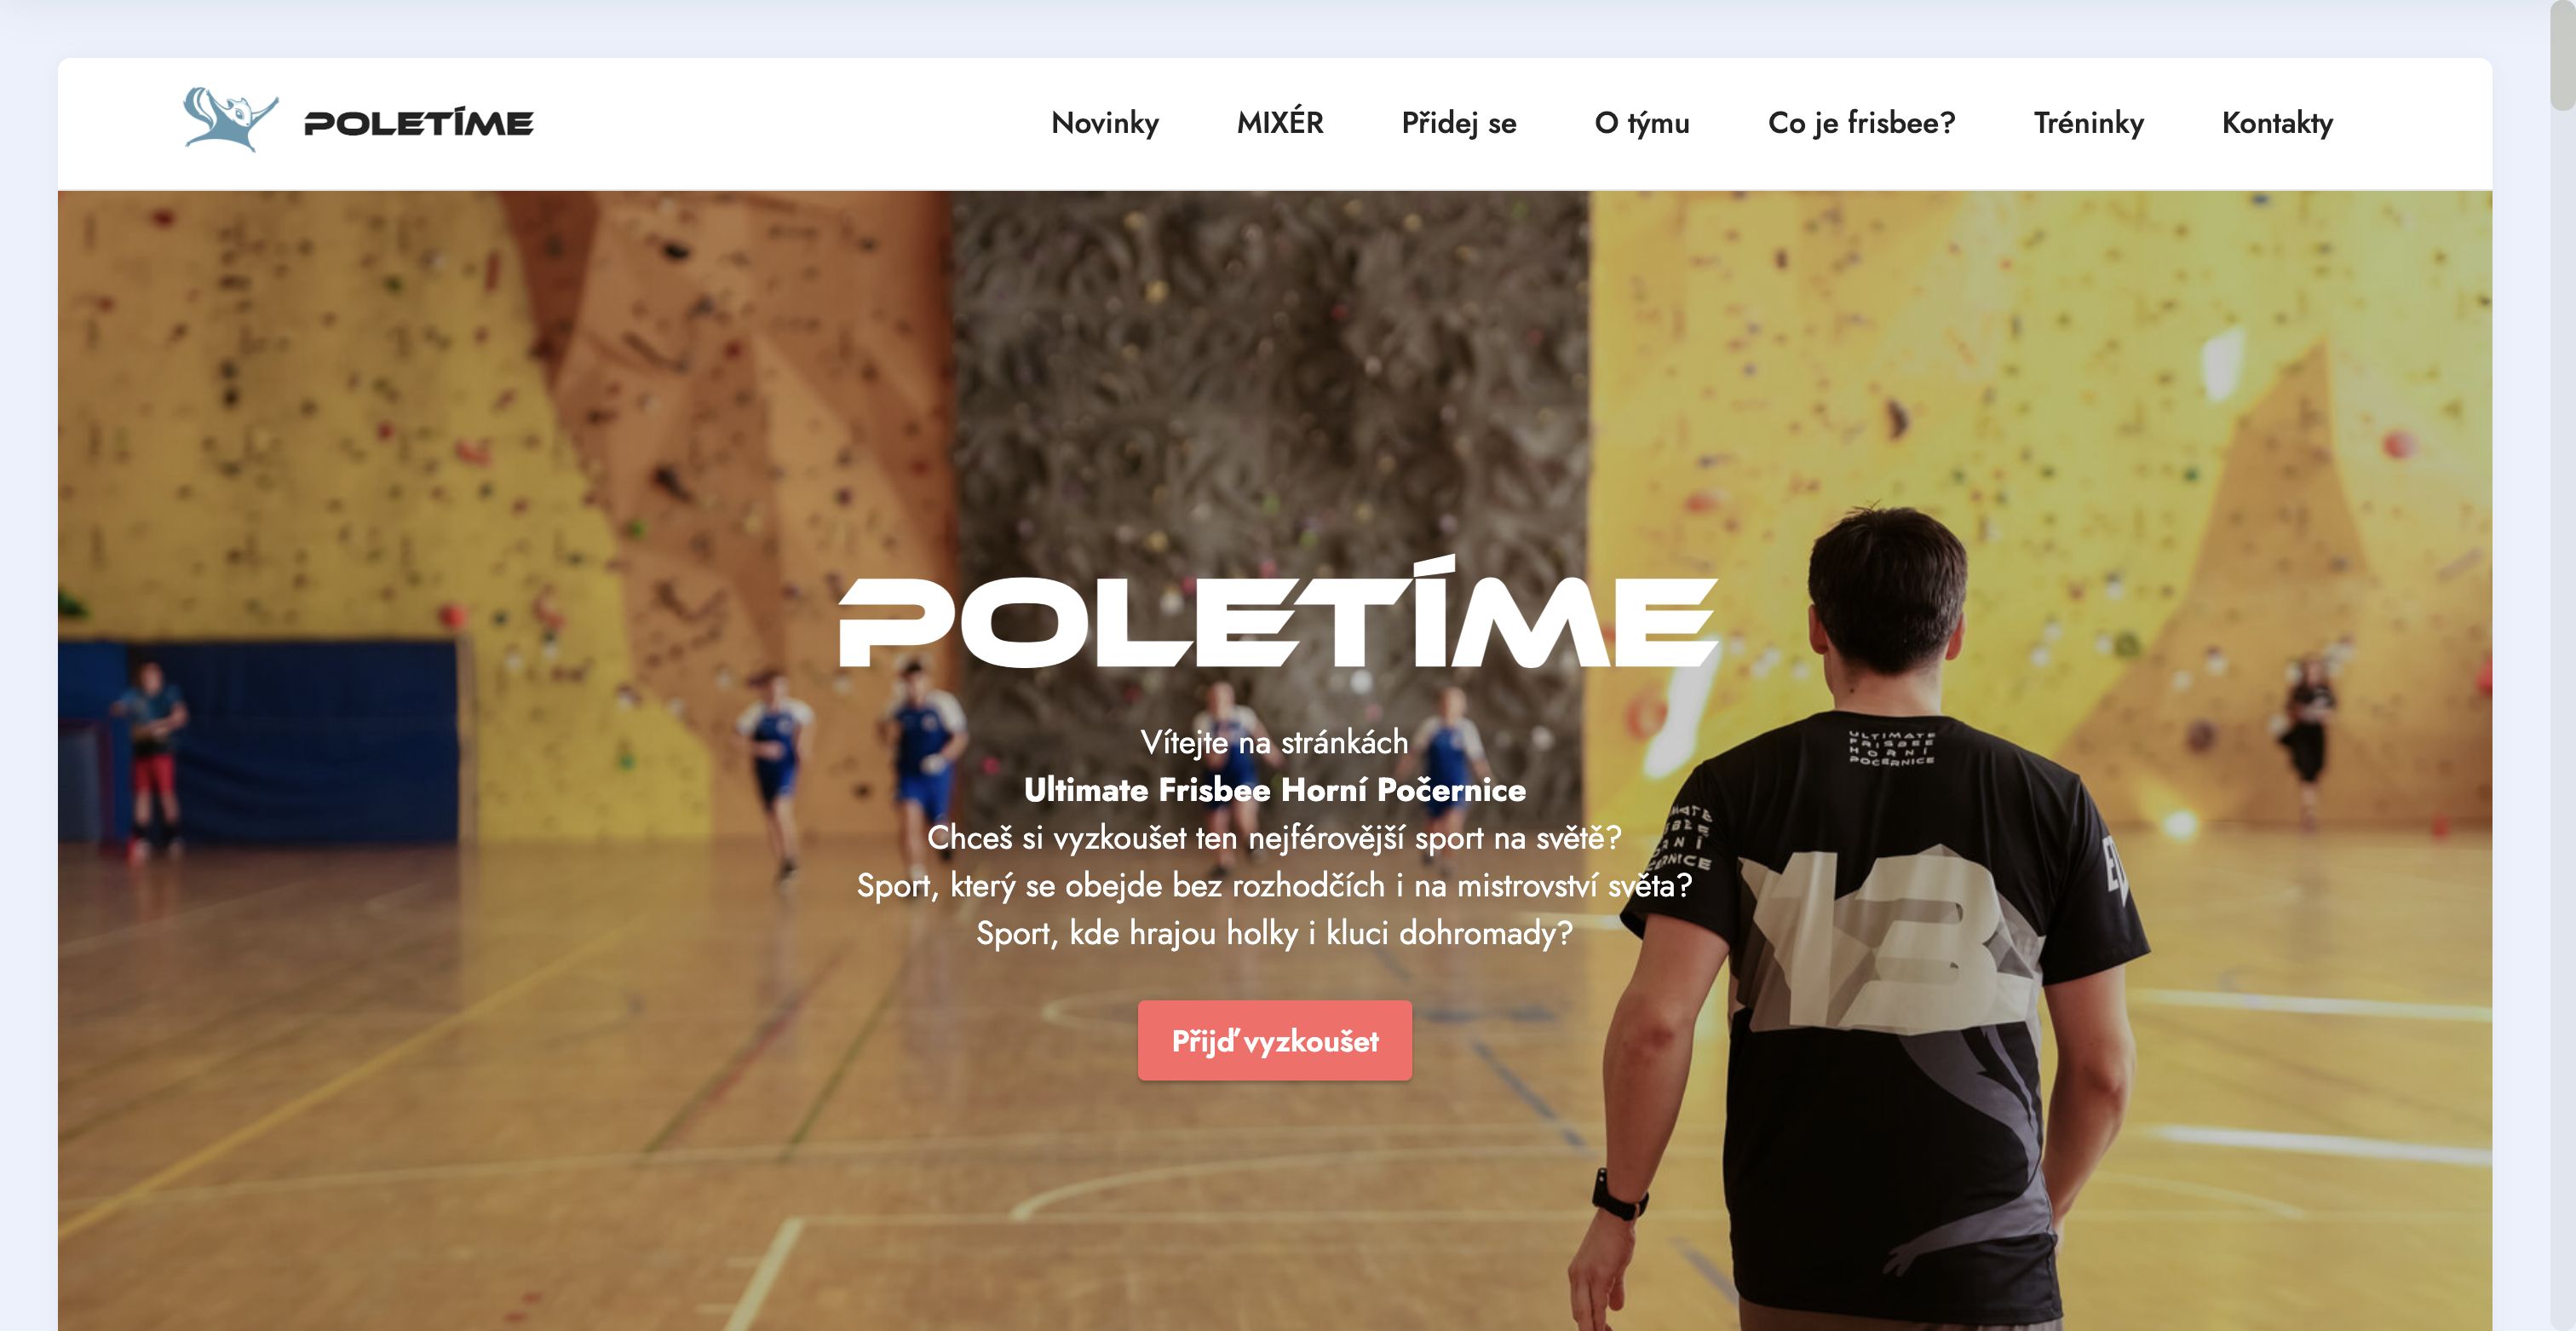 POLETÍME
Novinky
MIXÉR
Přidej se
O týmu
Co je frisbee?
Tréninky
Kontakty
POLETÍME
Vítejte na stránkách
Ultimate Frisbee Horní Počernice
Chceš si vyzkoušet ten nejférovější sport na světě?
Sport, který se obejde bez rozhodčích i na mistrovství světa?
Sport, kde hrajou holky i kluci dohromady?
Přijď vyzkoušet
ULTIMATE
FRISBEE
HORNÍ
POČERNICE
13